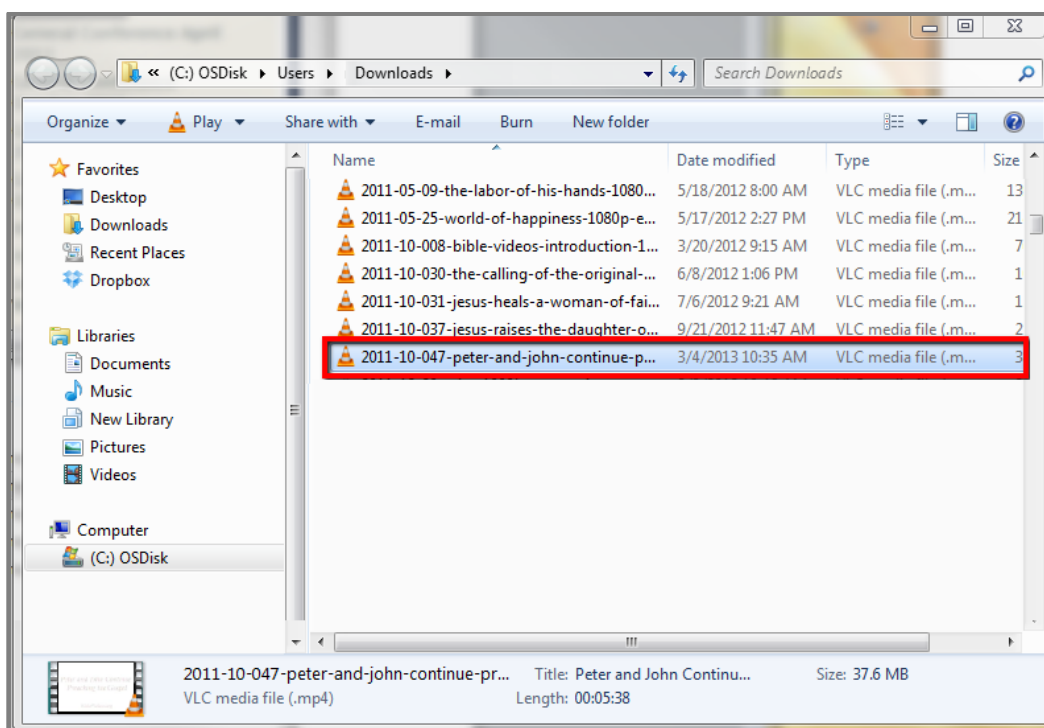 « (C:) OSDisk ▸ Users ▸ Downloads ▸ Search Downloads
Organize Play Share with E-mail Burn New folder
Favorites
Desktop
Downloads
Recent Places
Dropbox
Libraries
Documents
Music
New Library
Pictures
Videos
Computer
(C:) OSDisk
Name Date modified Type Size
2011-05-09-the-labor-of-his-hands-1080... 5/18/2012 8:00 AM VLC media file (.m... 13
2011-05-25-world-of-happiness-1080p-e... 5/17/2012 2:27 PM VLC media file (.m... 21
2011-10-008-bible-videos-introduction-1... 3/20/2012 9:15 AM VLC media file (.m... 7
2011-10-030-the-calling-of-the-original-... 6/8/2012 1:06 PM VLC media file (.m... 1
2011-10-031-jesus-heals-a-woman-of-fai... 7/6/2012 9:21 AM VLC media file (.m... 1
2011-10-037-jesus-raises-the-daughter-o... 9/21/2012 11:47 AM VLC media file (.m... 2
2011-10-047-peter-and-john-continue-p... 3/4/2013 10:35 AM VLC media file (.m... 3
2011-10-047-peter-and-john-continue-pr... Title: Peter and John Continu... Size: 37.6 MB
VLC media file (.mp4) Length: 00:05:38